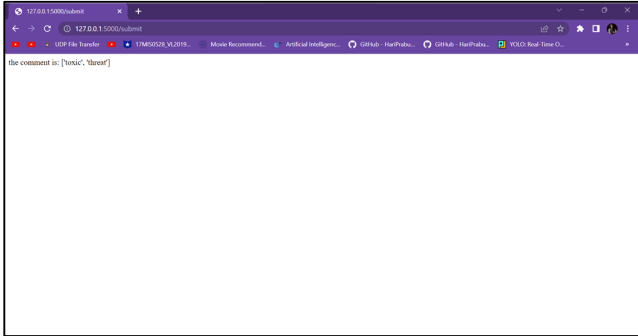 127.0.0.1:5000/submit
127.0.0.1:5000/submit
UDP File Transfer 17MIS0528_VL2019... Movie Recommend... Artificial Intelligenc... GitHub - HariPrabu... GitHub - HariPrabu... YOLO: Real-Time O...
the comment is: ['toxic', 'threat']